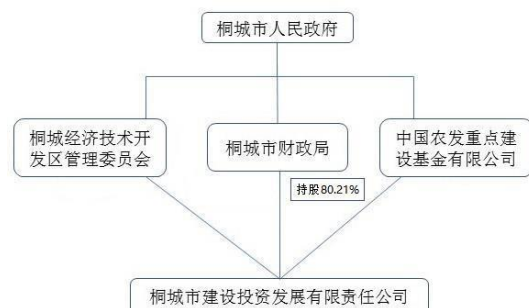 桐城市人民政府
桐城经济技术开
发区管理委员会
桐城市财政局
中国农发重点建
设基金有限公司
持股80.21%
桐城市建设投资发展有限责任公司